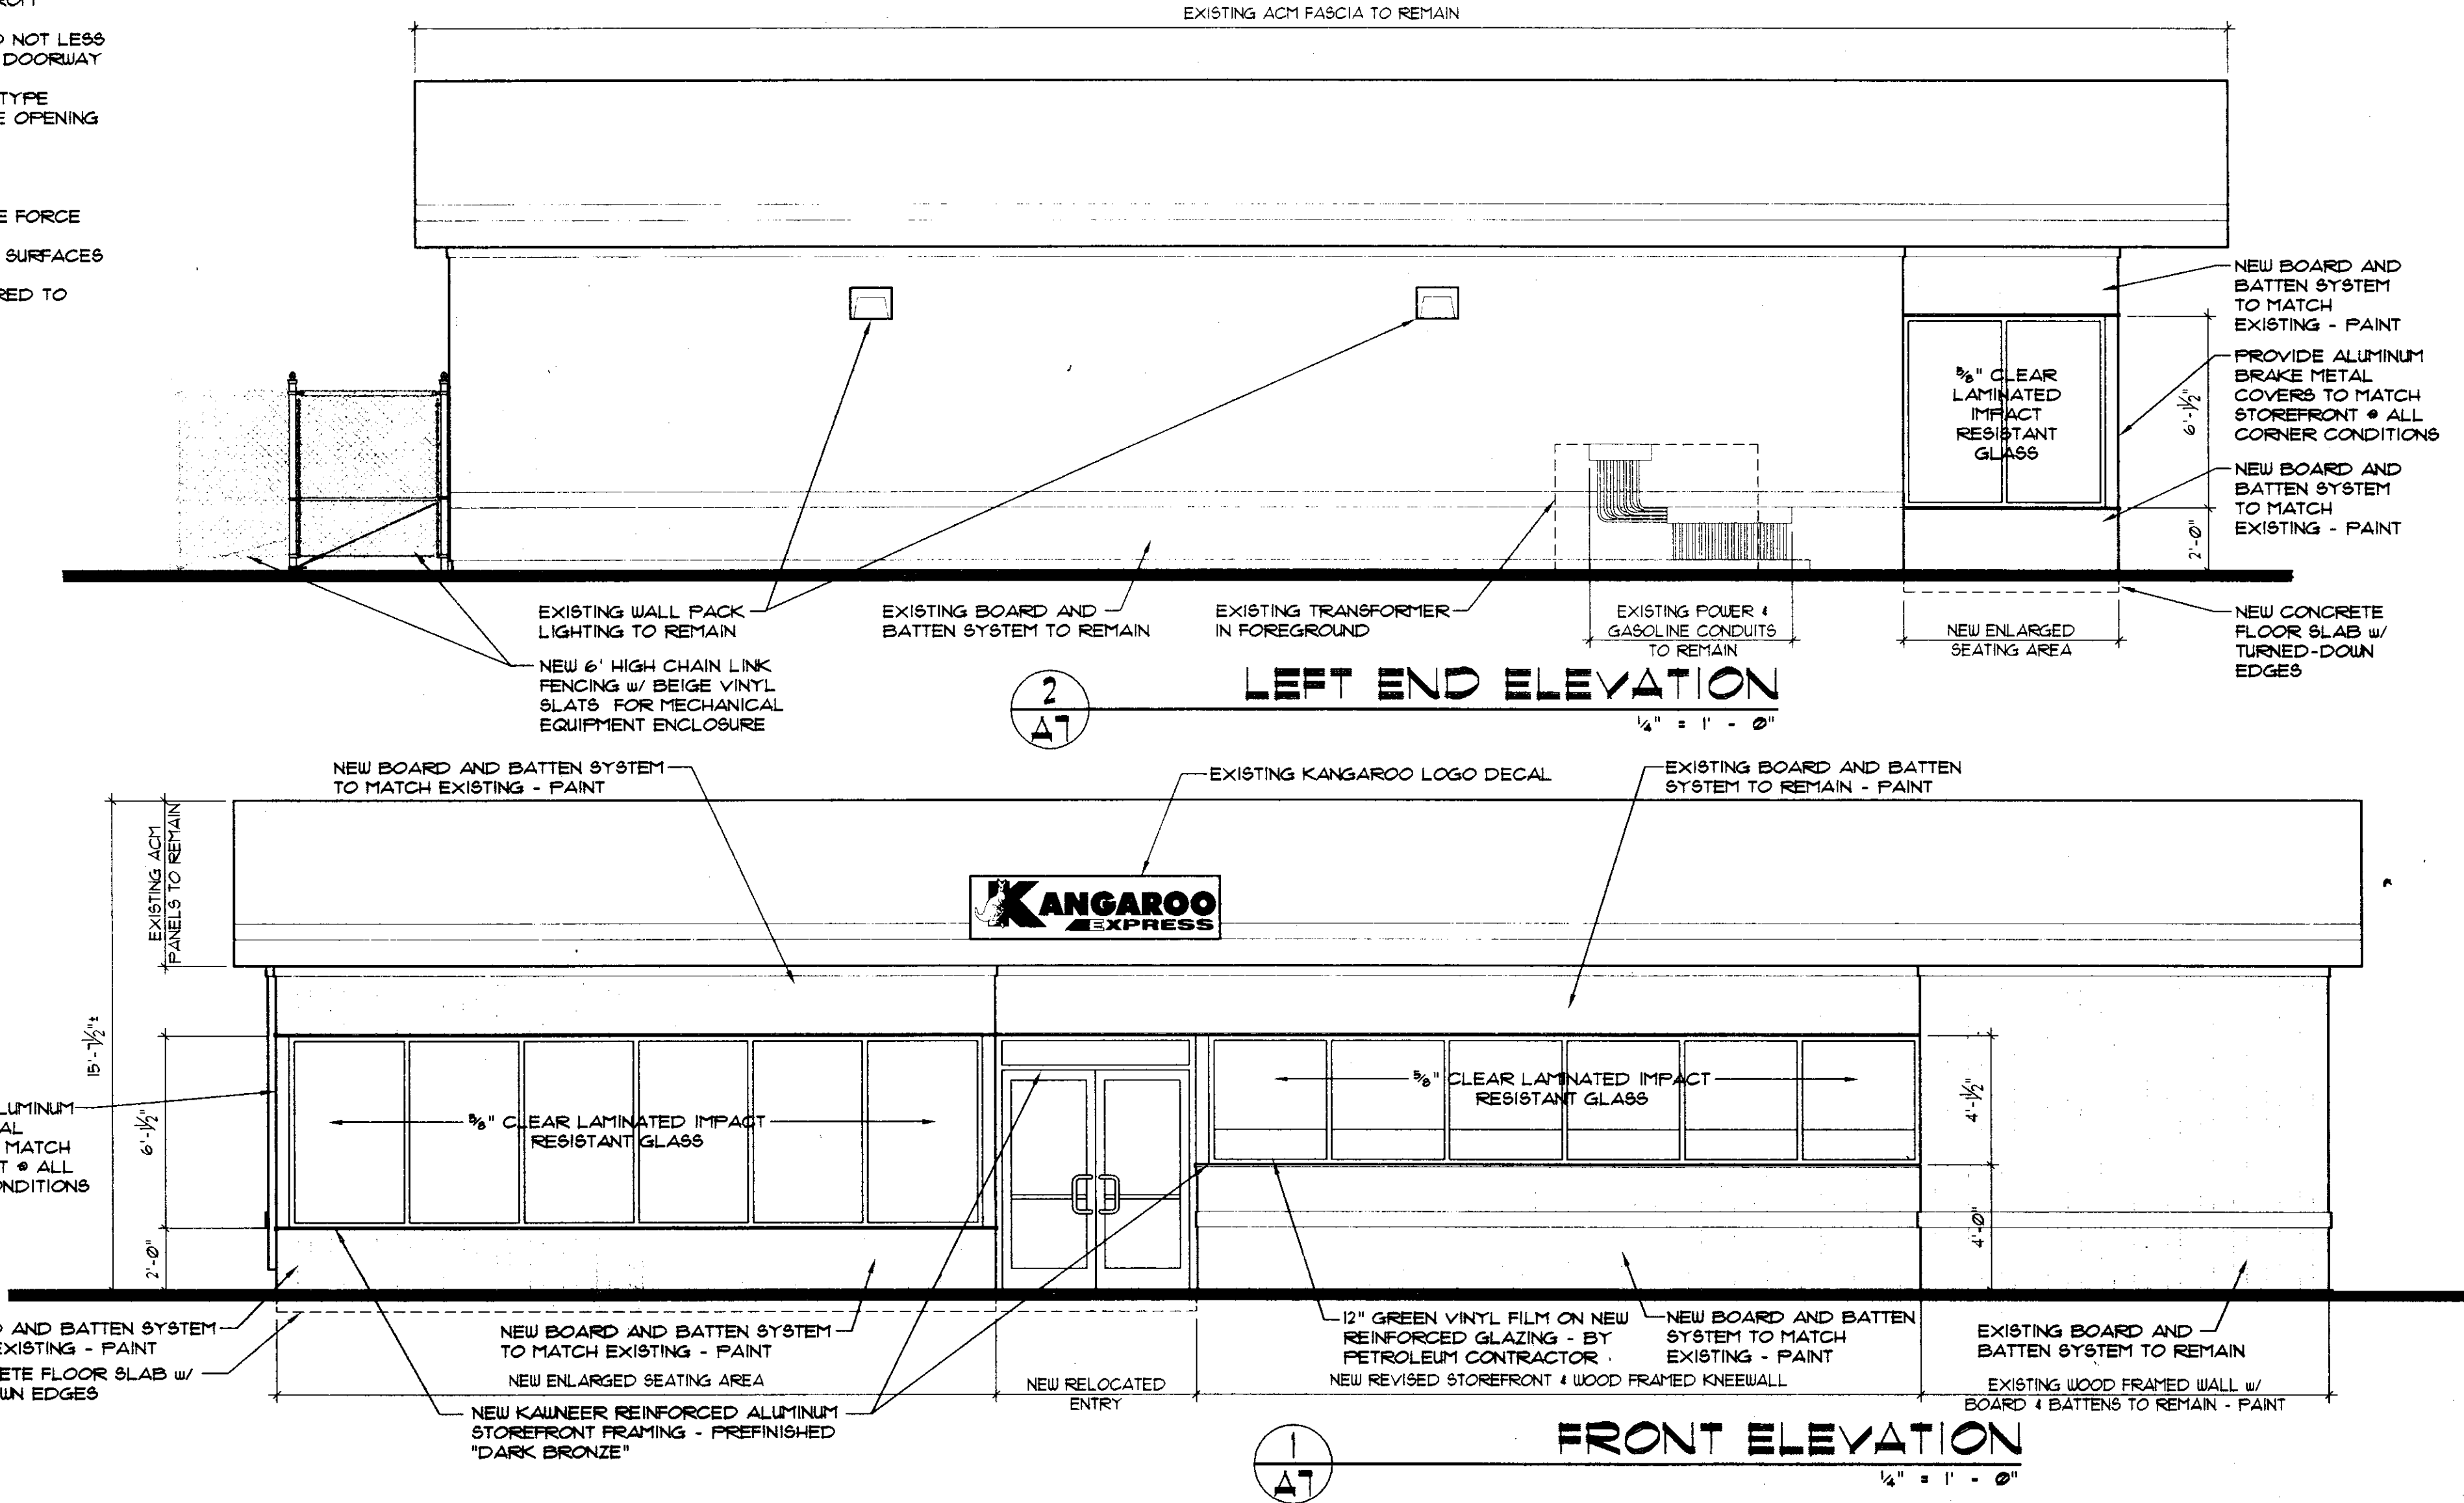 NOT LESS
DOORWAY
TYPE
OPENING
FORCE
SURFACES
TO
EXISTING ACM FASCIA TO REMAIN
NEW BOARD AND
BATTEN SYSTEM
TO MATCH
EXISTING - PAINT
PROVIDE ALUMINUM
BRAKE METAL
COVERS TO MATCH
STOREFRONT @ ALL
CORNER CONDITIONS
NEW BOARD AND
BATTEN SYSTEM
TO MATCH
EXISTING - PAINT
5/8" CLEAR
LAMINATED
IMPACT
RESISTANT
GLASS
6'-1½"
2'-0"
EXISTING WALL PACK
LIGHTING TO REMAIN
EXISTING BOARD AND
BATTEN SYSTEM TO REMAIN
EXISTING TRANSFORMER
IN FOREGROUND
EXISTING POWER &
GASOLINE CONDUITS
TO REMAIN
NEW ENLARGED
SEATING AREA
NEW CONCRETE
FLOOR SLAB w/
TURNED-DOWN
EDGES
NEW 6' HIGH CHAIN LINK
FENCING w/ BEIGE VINYL
SLATS FOR MECHANICAL
EQUIPMENT ENCLOSURE
2
A7
LEFT END ELEVATION
¼" = 1' - 0"
NEW BOARD AND BATTEN SYSTEM
TO MATCH EXISTING - PAINT
EXISTING KANGAROO LOGO DECAL
EXISTING BOARD AND BATTEN
SYSTEM TO REMAIN - PAINT
EXISTING ACM
PANELS TO REMAIN
KANGAROO
EXPRESS
15'-7½"±
6'-1½"
2'-0"
MATCH
@ ALL
5/8" CLEAR LAMINATED IMPACT
RESISTANT GLASS
5/8" CLEAR LAMINATED IMPACT
RESISTANT GLASS
4'-1½"
4'-0"
AND BATTEN SYSTEM
EXISTING - PAINT
FLOOR SLAB w/
EDGES
NEW BOARD AND BATTEN SYSTEM
TO MATCH EXISTING - PAINT
NEW ENLARGED SEATING AREA
NEW KAWNEER REINFORCED ALUMINUM
STOREFRONT FRAMING - PREFINISHED
"DARK BRONZE"
NEW RELOCATED
ENTRY
12" GREEN VINYL FILM ON NEW
REINFORCED GLAZING - BY
PETROLEUM CONTRACTOR
NEW BOARD AND BATTEN
SYSTEM TO MATCH
EXISTING - PAINT
NEW REVISED STOREFRONT & WOOD FRAMED KNEEWALL
EXISTING BOARD AND
BATTEN SYSTEM TO REMAIN
EXISTING WOOD FRAMED WALL w/
BOARD & BATTENS TO REMAIN - PAINT
1
A7
FRONT ELEVATION
¼" = 1' - 0"